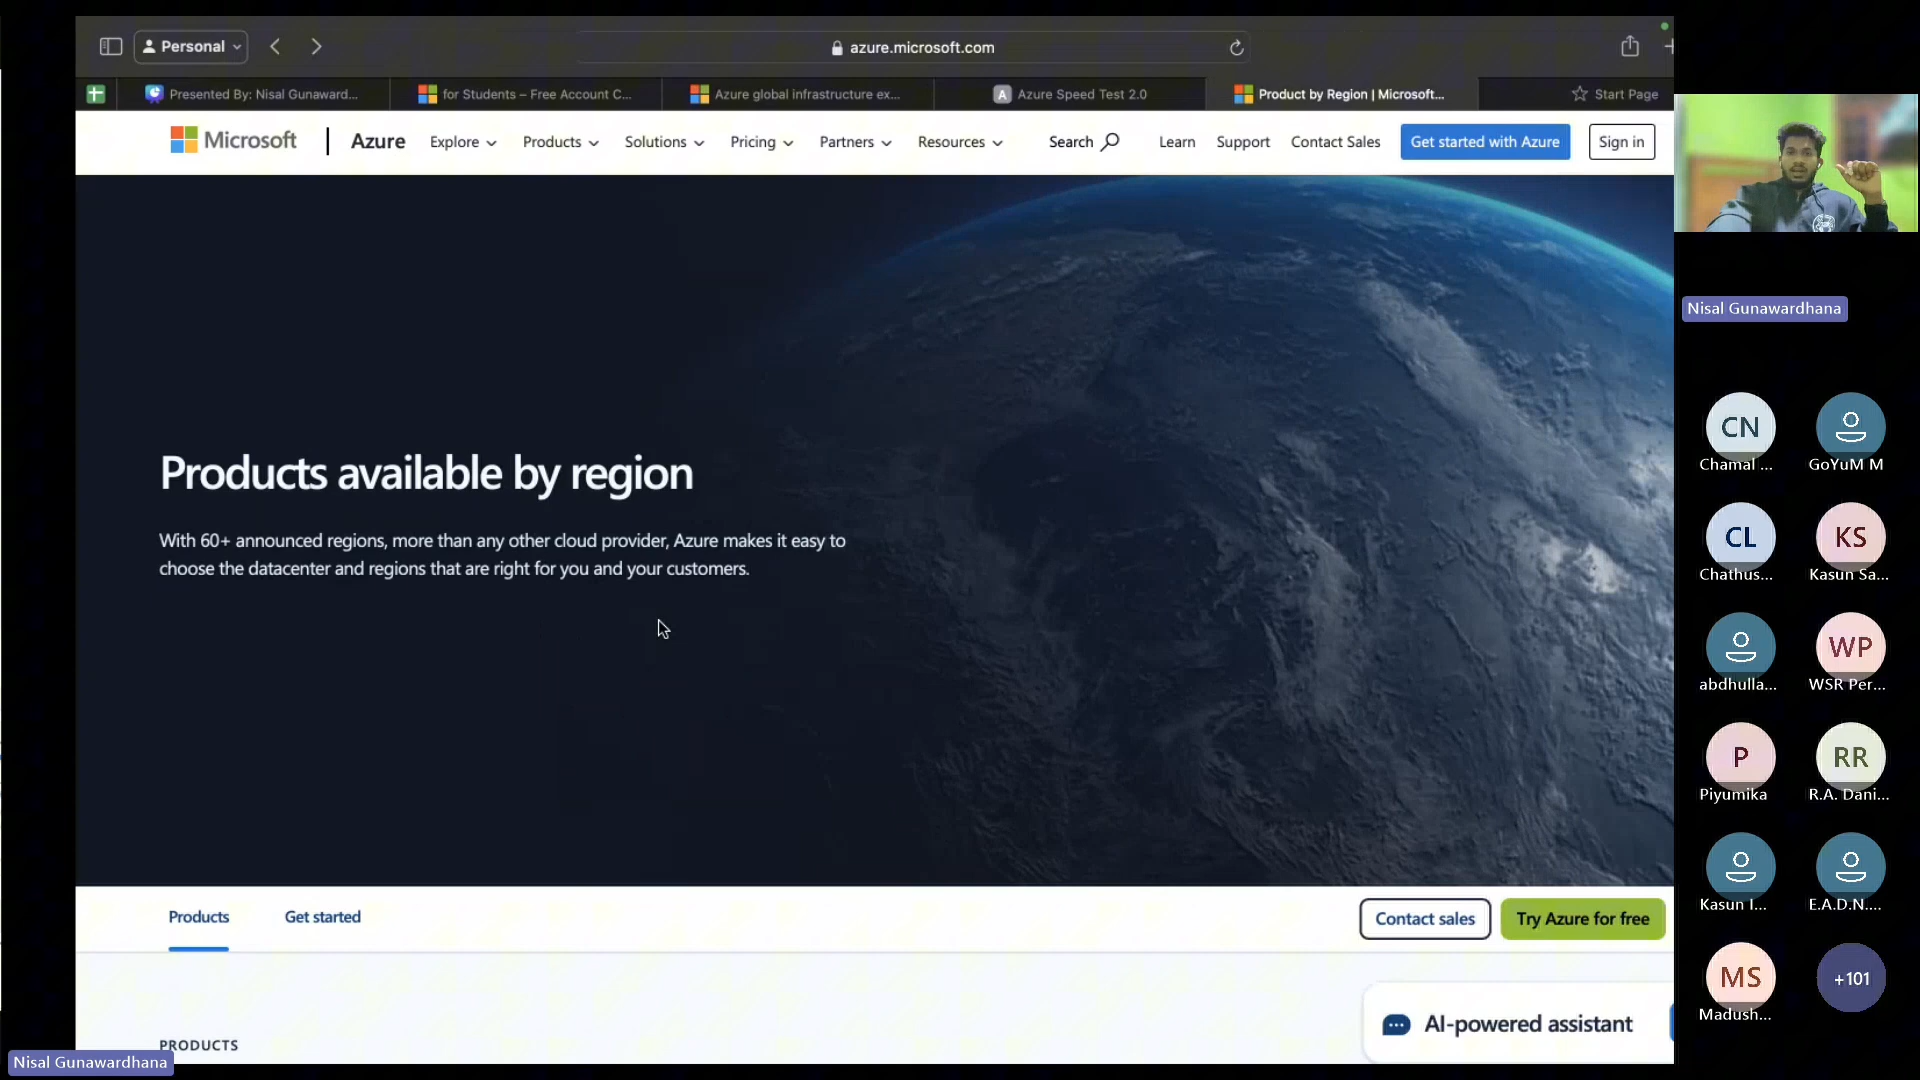 Personal
azure.microsoft.com
Presented By: Nisal Gunaward...
for Students – Free Account C...
Azure global infrastructure ex...
A Azure Speed Test 2.0
Product by Region | Microsoft...
Start Page
Microsoft
Azure
Explore
Products
Solutions
Pricing
Partners
Resources
Search
Learn
Support
Contact Sales
Get started with Azure
Sign in
Products available by region
With 60+ announced regions, more than any other cloud provider, Azure makes it easy to
choose the datacenter and regions that are right for you and your customers.
Products
Get started
Contact sales
Try Azure for free
PRODUCTS
AI-powered assistant
Nisal Gunawardhana
Nisal Gunawardhana
CN
Chamal ...
GoYuM M
CL
Chathus...
KS
Kasun Sa...
abdhulla...
WP
WSR Per...
P
Piyumika
RR
R.A. Dani...
Kasun I...
E.A.D.N....
MS
Madush...
+101